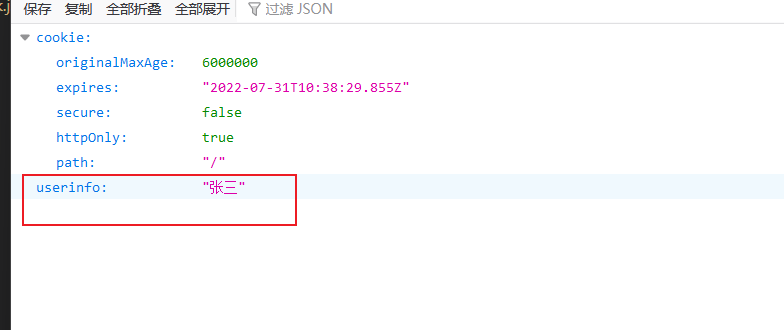 保存 复制 全部折叠 全部展开 过滤 JSON
cookie:
originalMaxAge: 6000000
expires: "2022-07-31T10:38:29.855Z"
secure: false
httpOnly: true
path: "/"
userinfo: "张三"